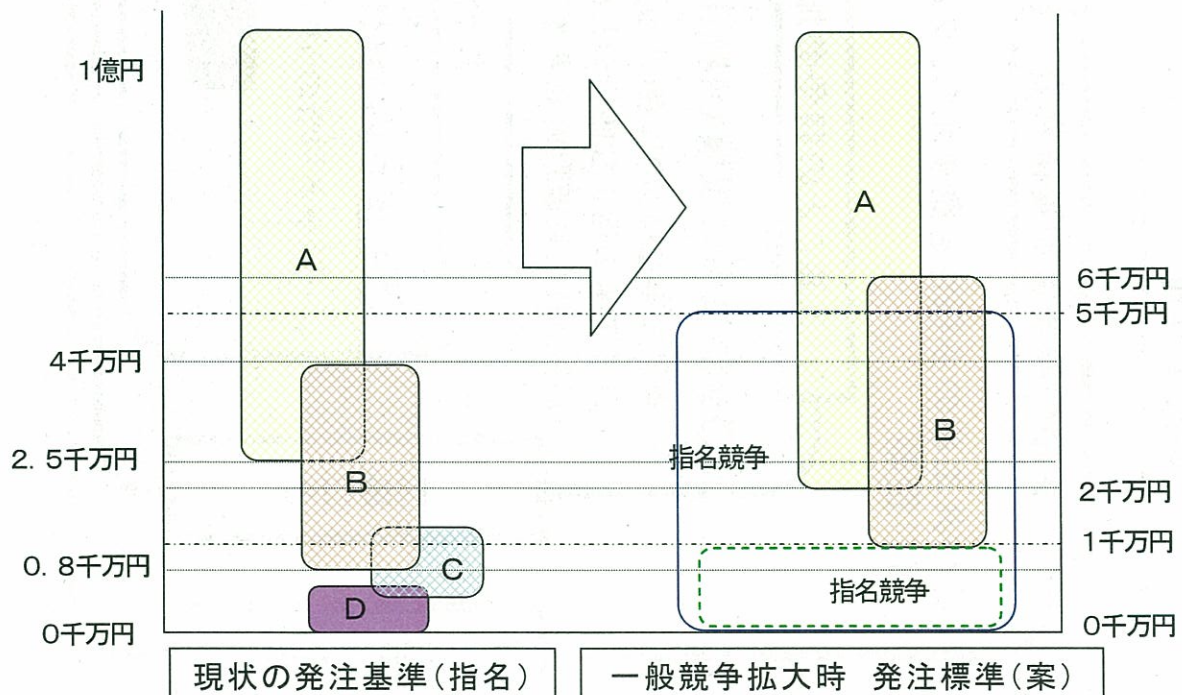 1億円
A
A
6千万円
5千万円
4千万円
B
指名競争
2. 5千万円
B
2千万円
1千万円
0. 8千万円
C
指名競争
D
0千万円
0千万円
現状の発注基準(指名)
一般競争拡大時 発注標準(案)